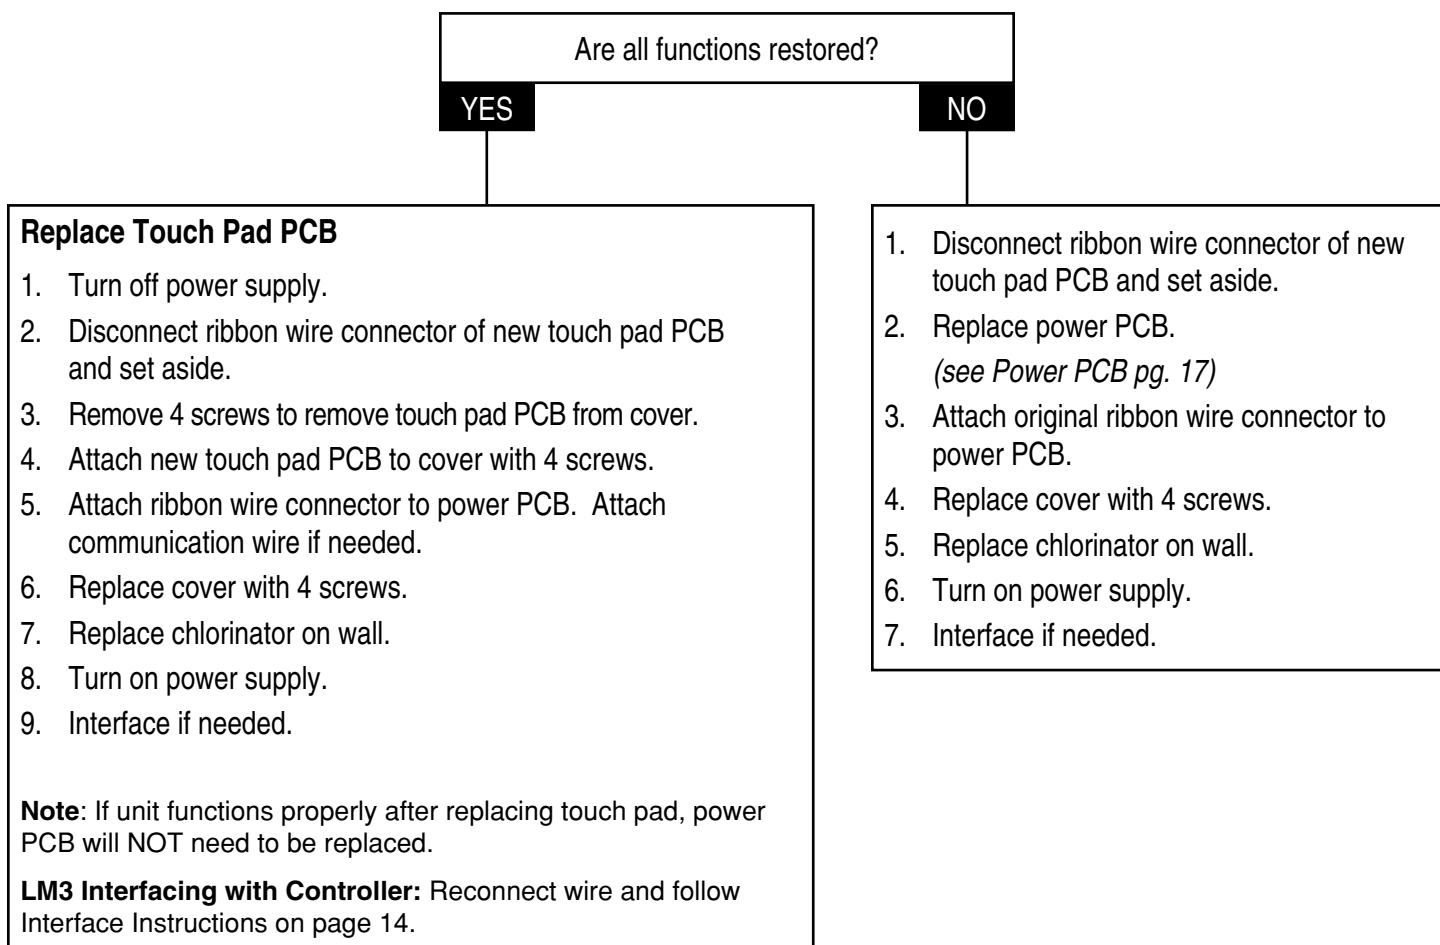 Are all functions restored?
YES
NO
Replace Touch Pad PCB
1. Turn off power supply.
2. Disconnect ribbon wire connector of new touch pad PCB
and set aside.
3. Remove 4 screws to remove touch pad PCB from cover.
4. Attach new touch pad PCB to cover with 4 screws.
5. Attach ribbon wire connector to power PCB. Attach
communication wire if needed.
6. Replace cover with 4 screws.
7. Replace chlorinator on wall.
8. Turn on power supply.
9. Interface if needed.
Note: If unit functions properly after replacing touch pad, power
PCB will NOT need to be replaced.
LM3 Interfacing with Controller: Reconnect wire and follow
Interface Instructions on page 14.
1. Disconnect ribbon wire connector of new
touch pad PCB and set aside.
2. Replace power PCB.
(see Power PCB pg. 17)
3. Attach original ribbon wire connector to
power PCB.
4. Replace cover with 4 screws.
5. Replace chlorinator on wall.
6. Turn on power supply.
7. Interface if needed.